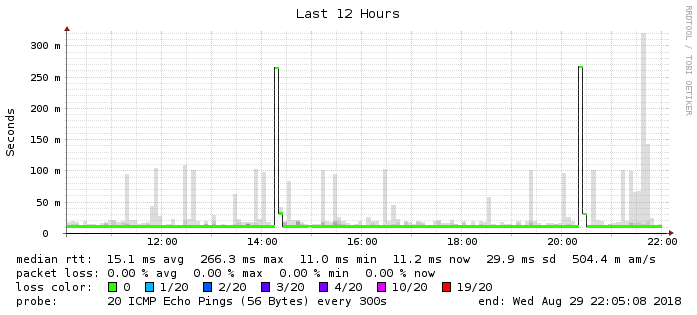 Last 12 Hours
RRDTOOL / TOBI OETIKER
Seconds
300 m
250 m
200 m
150 m
100 m
50 m
0
12:00 14:00 16:00 18:00 20:00 22:00
median rtt: 15.1 ms avg 266.3 ms max 11.0 ms min 11.2 ms now 29.9 ms sd 504.4 m am/s
packet loss: 0.00 % avg 0.00 % max 0.00 % min 0.00 % now
loss color: 0 1/20 2/20 3/20 4/20 10/20 19/20
probe: 20 ICMP Echo Pings (56 Bytes) every 300s end: Wed Aug 29 22:05:08 2018